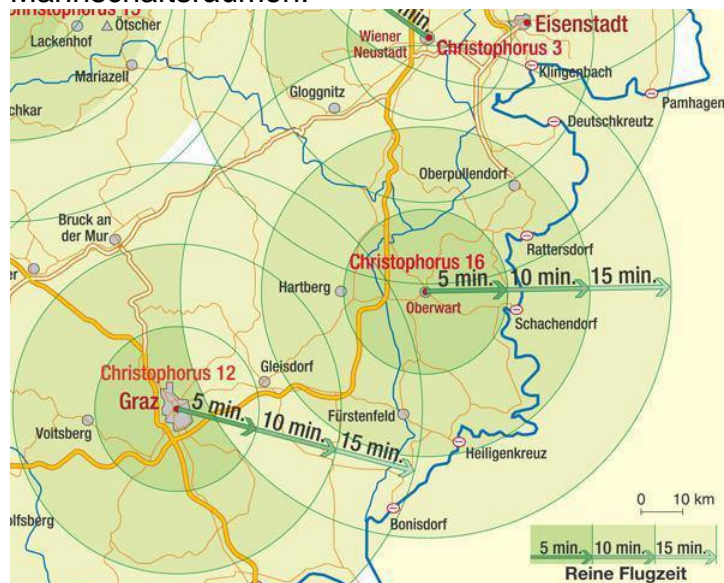 Mannschaftsräumen.
Christophorus 15
Ötscher
Lackenhof
Mariazell
min.
Wiener
Neustadt
Christophorus 3
Eisenstadt
Klingenbach
Pamhagen
Gloggnitz
Deutschkreutz
Oberpullendorf
Bruck an
der Mur
Rattersdorf
Christophorus 16
5 min. 10 min. 15 min.
Hartberg
Oberwart
Schachendorf
Christophorus 12
Gleisdorf
Graz
5 min. 10 min. 15 min.
Voitsberg
Fürstenfeld
Heiligenkreuz
Bonisdorf
0 10 km
5 min. 10 min. 15 min.
Reine Flugzeit